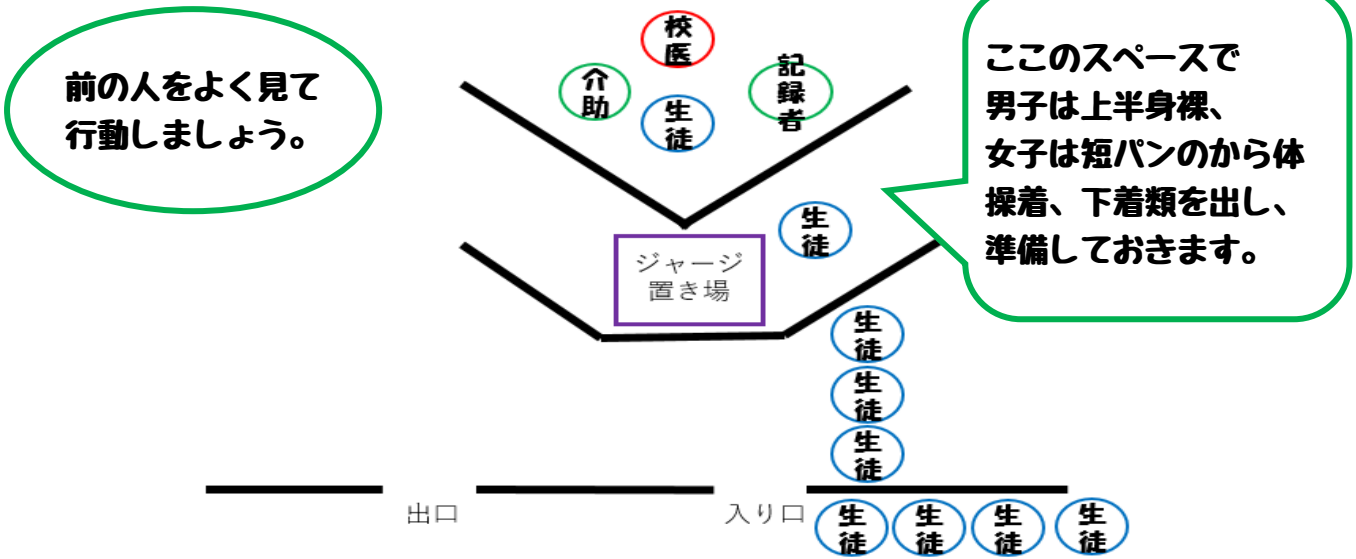 前の人をよく見て
行動しましょう。
校医
介助
生徒
記録者
ここのスペースで
男子は上半身裸、
女子は短パンのから体
操着、下着類を出し、
準備しておきます。
生徒
ジャージ
置き場
生徒
生徒
生徒
出口
入り口
生徒
生徒
生徒
生徒